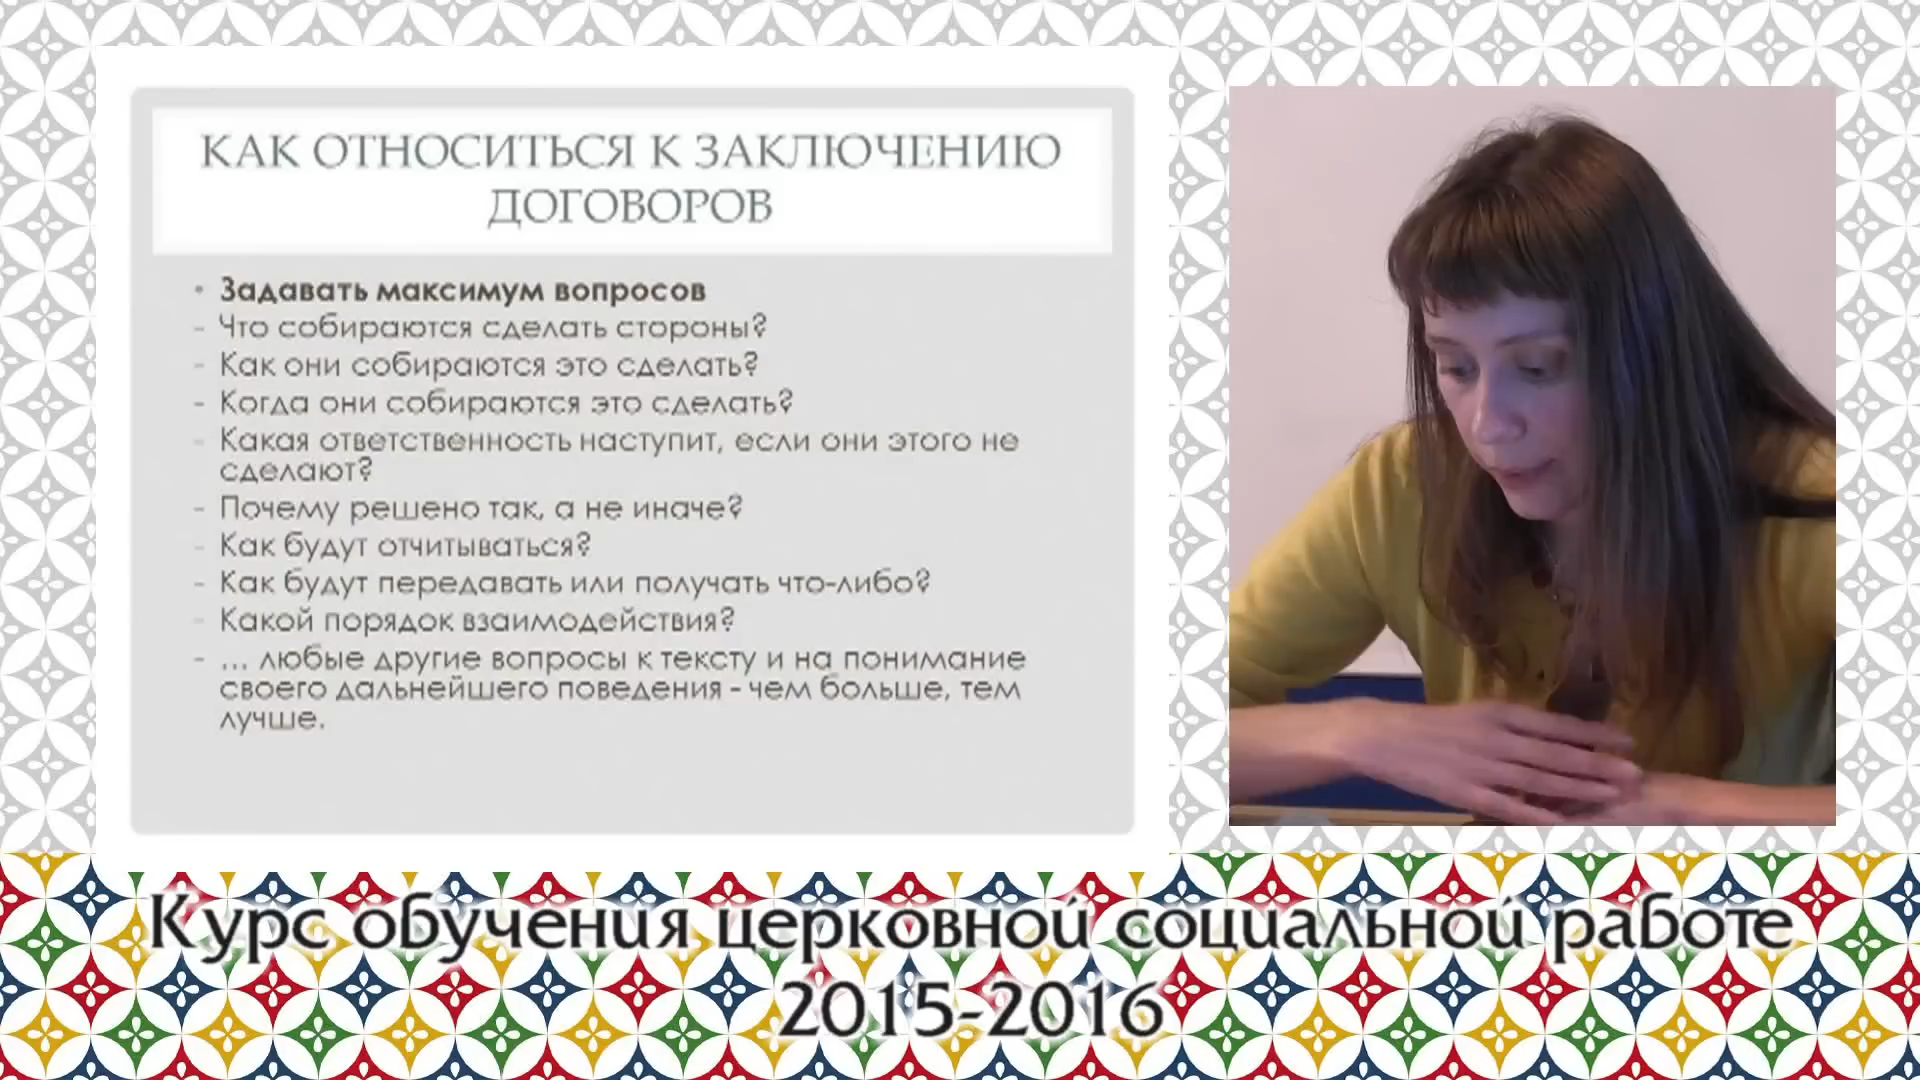 КАК ОТНОСИТЬСЯ К ЗАКЛЮЧЕНИЮ
ДОГОВОРОВ
• Задавать максимум вопросов
- Что собираются сделать стороны?
- Как они собираются это сделать?
- Когда они собираются это сделать?
- Какая ответственность наступит, если они этого не
сделают?
- Почему решено так, а не иначе?
- Как будут отчитываться?
- Как будут передавать или получать что-либо?
- Какой порядок взаимодействия?
- ... любые другие вопросы к тексту и на понимание
своего дальнейшего поведения - чем больше, тем
лучше.
Курс обучения церковной социальной работе
2015-2016